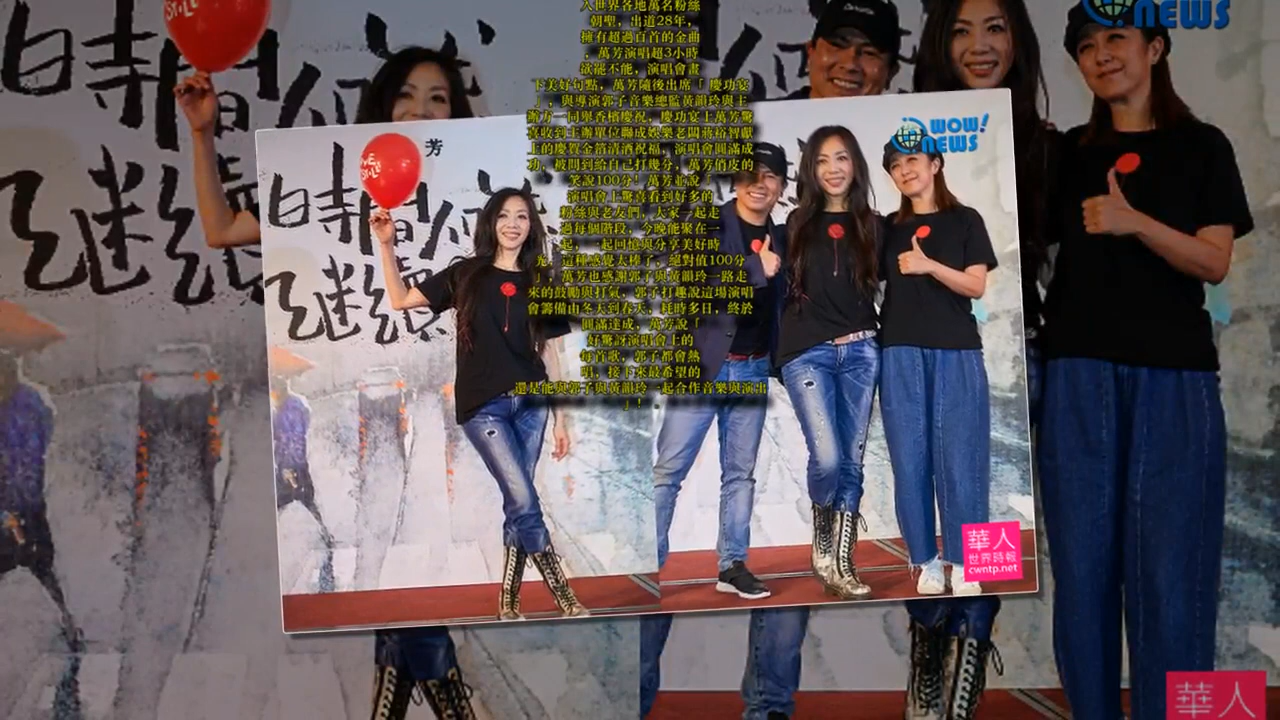 入世界各地萬名粉絲
朝聖，出道28年，
擁有超過百首的金曲
，萬芳演唱超3小時
欲罷不能，演唱會畫
下美好句點，萬芳隨後出席「慶功宴
」，與導演郭子音樂總監黃韻玲與主
辦方一同舉香檳慶祝，慶功宴上萬芳驚
喜收到主辦單位聯成娛樂老闆蔣裕智獻
上的慶賀金箔清酒祝福，演唱會圓滿成
功，被問到給自己打幾分，萬芳俏皮的
笑說100分！萬芳並說「
演唱會上驚喜看到好多的
粉絲與老友們，大家一起走
過每個階段，今晚能聚在一
起，一起回憶與分享美好時
光，這種感覺太棒了，絕對值100分
」，萬芳也感謝郭子與黃韻玲一路走
來的鼓勵與打氣，郭子打趣說這場演唱
會籌備由冬天到春天，耗時多日，終於
圓滿達成，萬芳說「
好驚訝演唱會上的
每首歌，郭子都會熱
唱，接下來最希望的
還是能與郭子與黃韻玲一起合作音樂與演出
」！。
芳
時間
繼續
WOW!
NEWS
NEWS
華人
世界時報
cwntp.net
華人